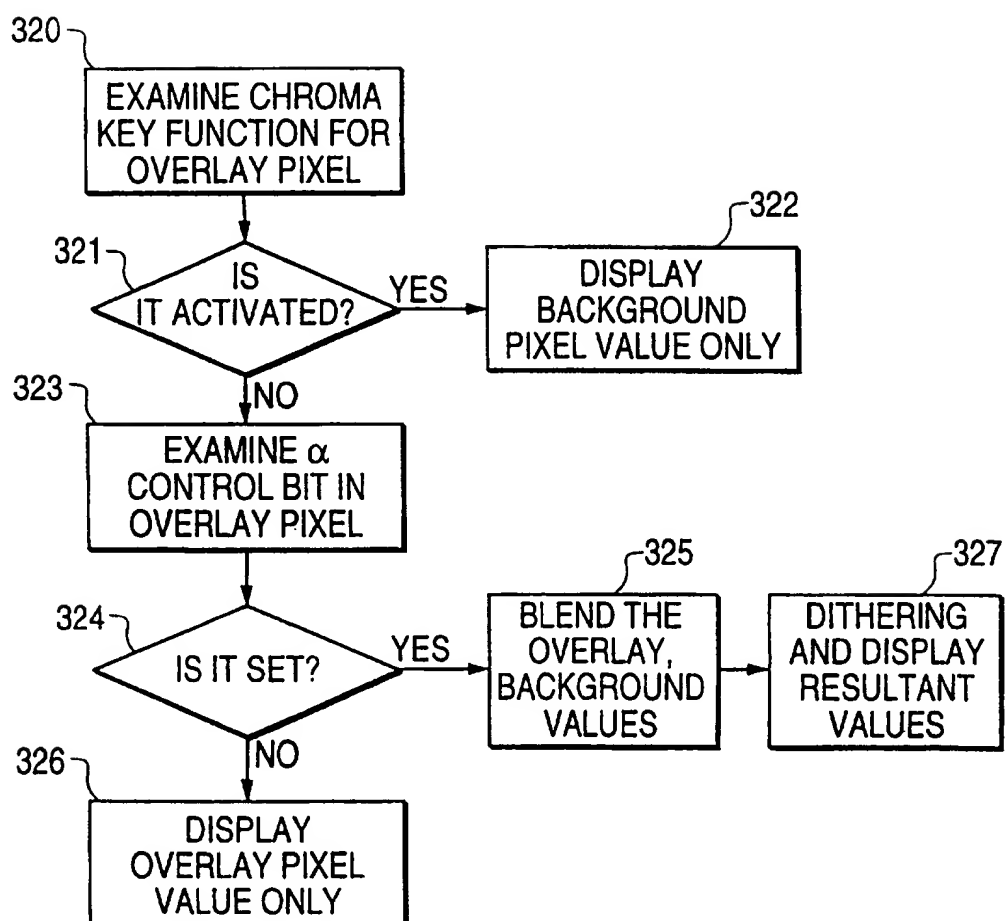 320
EXAMINE CHROMA
KEY FUNCTION FOR
OVERLAY PIXEL
321
IS
IT ACTIVATED?
YES
322
DISPLAY
BACKGROUND
PIXEL VALUE ONLY
NO
323
EXAMINE α
CONTROL BIT IN
OVERLAY PIXEL
324
IS IT SET?
YES
325
BLEND THE
OVERLAY,
BACKGROUND
VALUES
327
DITHERING
AND DISPLAY
RESULTANT
VALUES
NO
326
DISPLAY
OVERLAY PIXEL
VALUE ONLY